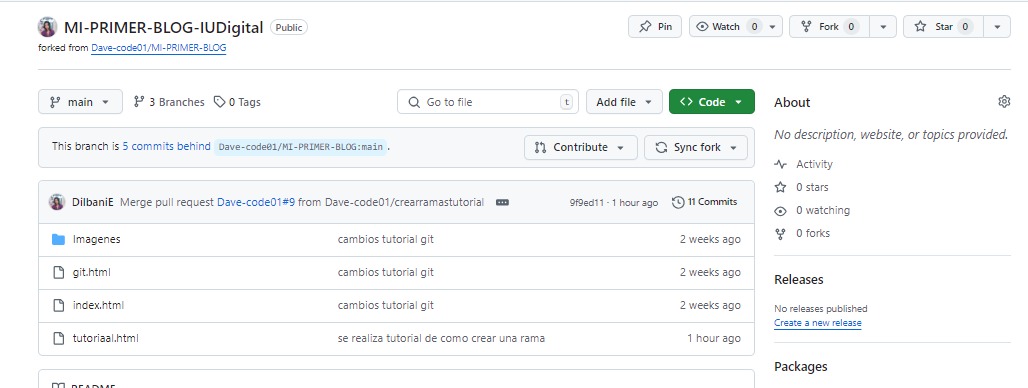 MI-PRIMER-BLOG-IUDigital Public Pin Watch 0 Fork 0 Star 0
forked from Dave-code01/MI-PRIMER-BLOG
main 3 Branches 0 Tags Go to file t Add file Code
This branch is 5 commits behind Dave-code01/MI-PRIMER-BLOG:main . Contribute Sync fork
DilbaniE Merge pull request Dave-code01#9 from Dave-code01/crearramastutorial 9f9ed11 · 1 hour ago 11 Commits
Imagenes cambios tutorial git 2 weeks ago
git.html cambios tutorial git 2 weeks ago
index.html cambios tutorial git 2 weeks ago
tutoriaal.html se realiza tutorial de como crear una rama 1 hour ago
README
About
No description, website, or topics provided.
Activity
0 stars
0 watching
0 forks
Releases
No releases published
Create a new release
Packages